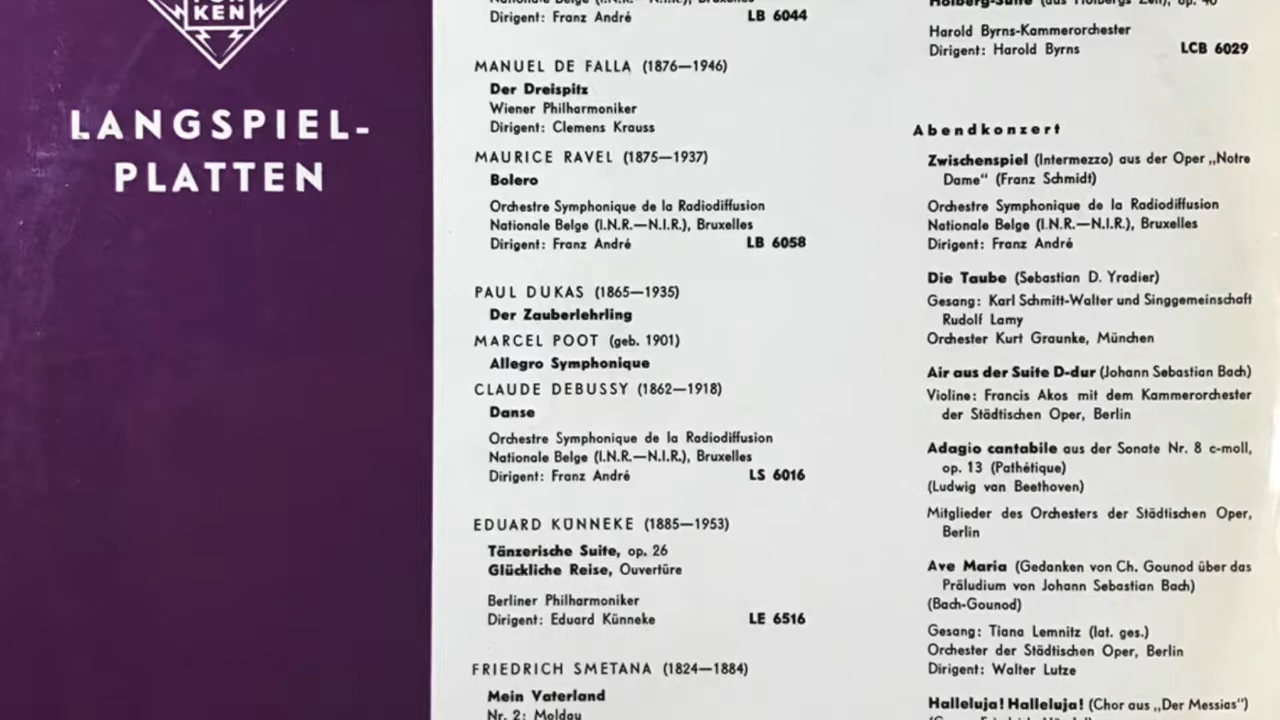 KEN
LANGSPIEL-
PLATTEN
Nationale Belge (I.N.R.—N.I.R.), Bruxelles
Dirigent: Franz André LB 6044
MANUEL DE FALLA (1876—1946)
Der Dreispitz
Wiener Philharmoniker
Dirigent: Clemens Krauss
MAURICE RAVEL (1875—1937)
Bolero
Orchestre Symphonique de la Radiodiffusion
Nationale Belge (I.N.R.—N.I.R.), Bruxelles
Dirigent: Franz André LB 6058
PAUL DUKAS (1865—1935)
Der Zauberlehrling
MARCEL POOT (geb. 1901)
Allegro Symphonique
CLAUDE DEBUSSY (1862—1918)
Danse
Orchestre Symphonique de la Radiodiffusion
Nationale Belge (I.N.R.—N.I.R.), Bruxelles
Dirigent: Franz André LS 6016
EDUARD KÜNNEKE (1885—1953)
Tänzerische Suite, op. 26
Glückliche Reise, Ouvertüre
Berliner Philharmoniker
Dirigent: Eduard Künneke LE 6516
FRIEDRICH SMETANA (1824—1884)
Mein Vaterland
Nr. 2: Moldau
Holberg-Suite (aus Holbergs Zeit), op. 40
Harold Byrns-Kammerorchester
Dirigent: Harold Byrns LCB 6029
Abendkonzert
Zwischenspiel (Intermezzo) aus der Oper „Notre
Dame“ (Franz Schmidt)
Orchestre Symphonique de la Radiodiffusion
Nationale Belge (I.N.R.—N.I.R.), Bruxelles
Dirigent: Franz André
Die Taube (Sebastian D. Yradier)
Gesang: Karl Schmitt-Walter und Singgemeinschaft
Rudolf Lamy
Orchester Kurt Graunke, München
Air aus der Suite D-dur (Johann Sebastian Bach)
Violine: Francis Akos mit dem Kammerorchester
der Städtischen Oper, Berlin
Adagio cantabile aus der Sonate Nr. 8 c-moll,
op. 13 (Pathétique)
(Ludwig van Beethoven)
Mitglieder des Orchesters der Städtischen Oper,
Berlin
Ave Maria (Gedanken von Ch. Gounod über das
Präludium von Johann Sebastian Bach)
(Bach-Gounod)
Gesang: Tiana Lemnitz (lat. ges.)
Orchester der Städtischen Oper, Berlin
Dirigent: Walter Lutze
Halleluja! Halleluja! (Chor aus „Der Messias“)